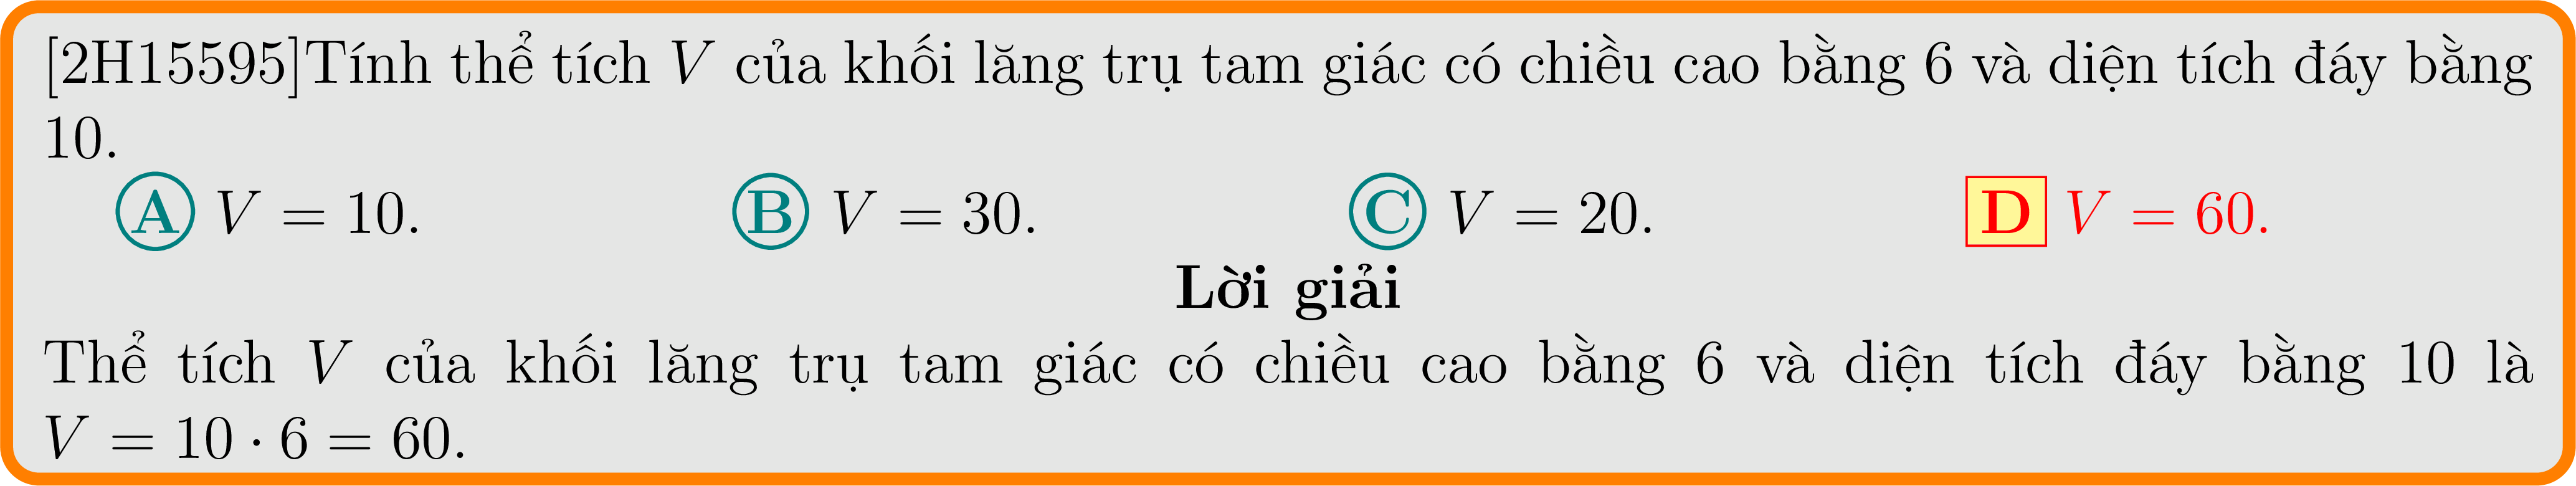 [2H15595]Tính thể tích V của khối lăng trụ tam giác có chiều cao bằng 6 và diện tích đáy bằng
10.
A V = 10. B V = 30. C V = 20. D V = 60.
Lời giải
Thể tích V của khối lăng trụ tam giác có chiều cao bằng 6 và diện tích đáy bằng 10 là
V = 10 · 6 = 60.